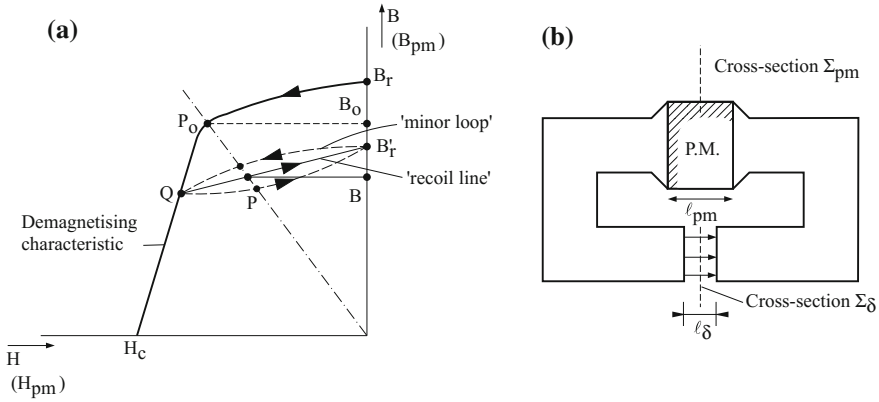 (a)
B
(B_pm)
B_r
P_o
B_o
'minor loop'
B'_r
'recoil line'
Q
P
B
Demagnetising
characteristic
H_c
H
(H_pm)
(b)
Cross-section Σ_pm
P.M.
ℓ_pm
Cross-section Σ_δ
ℓ_δ